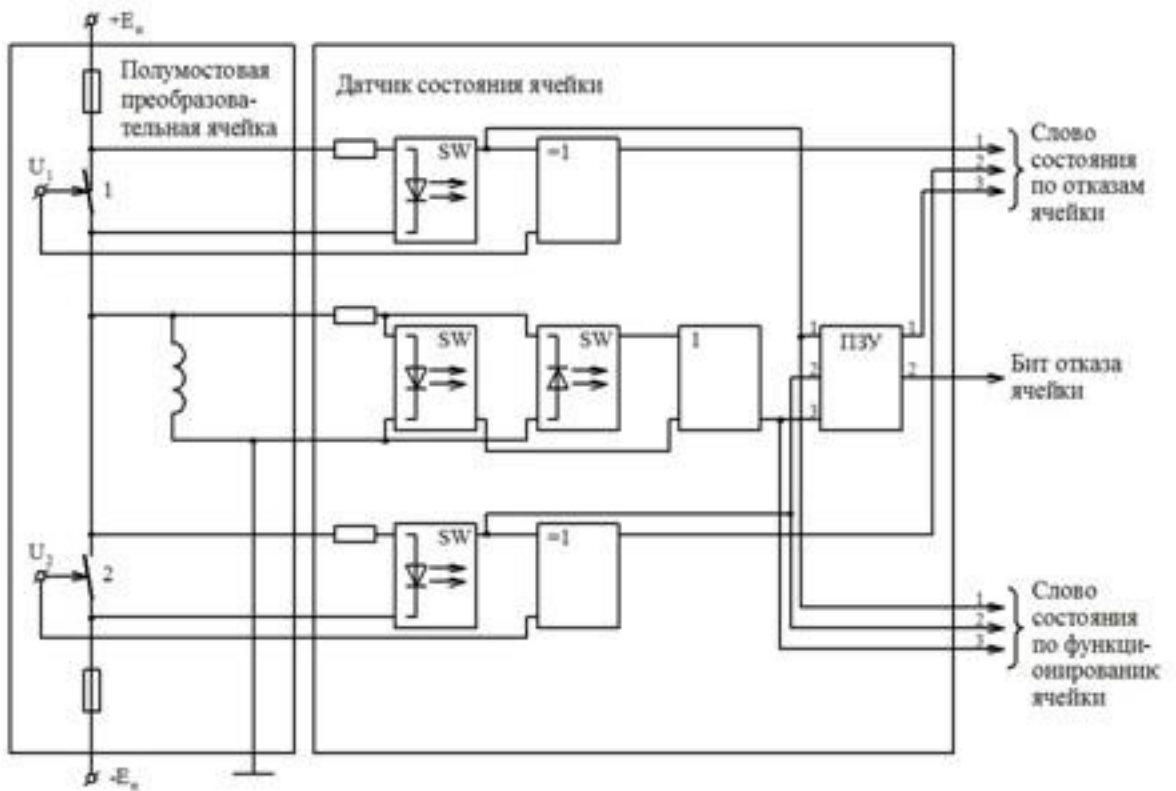 +Eп
Полумостовая
преобразова-
тельная ячейка
Датчик состояния ячейки
U1
1
SW
=1
1
2
3
Слово
состояния
по отказам
ячейки
SW
SW
1
1
2
3
ПЗУ
1
2
Бит отказа
ячейки
U2
2
SW
=1
1
2
3
Слово
состояния
по функци-
онированию
ячейки
-Eп